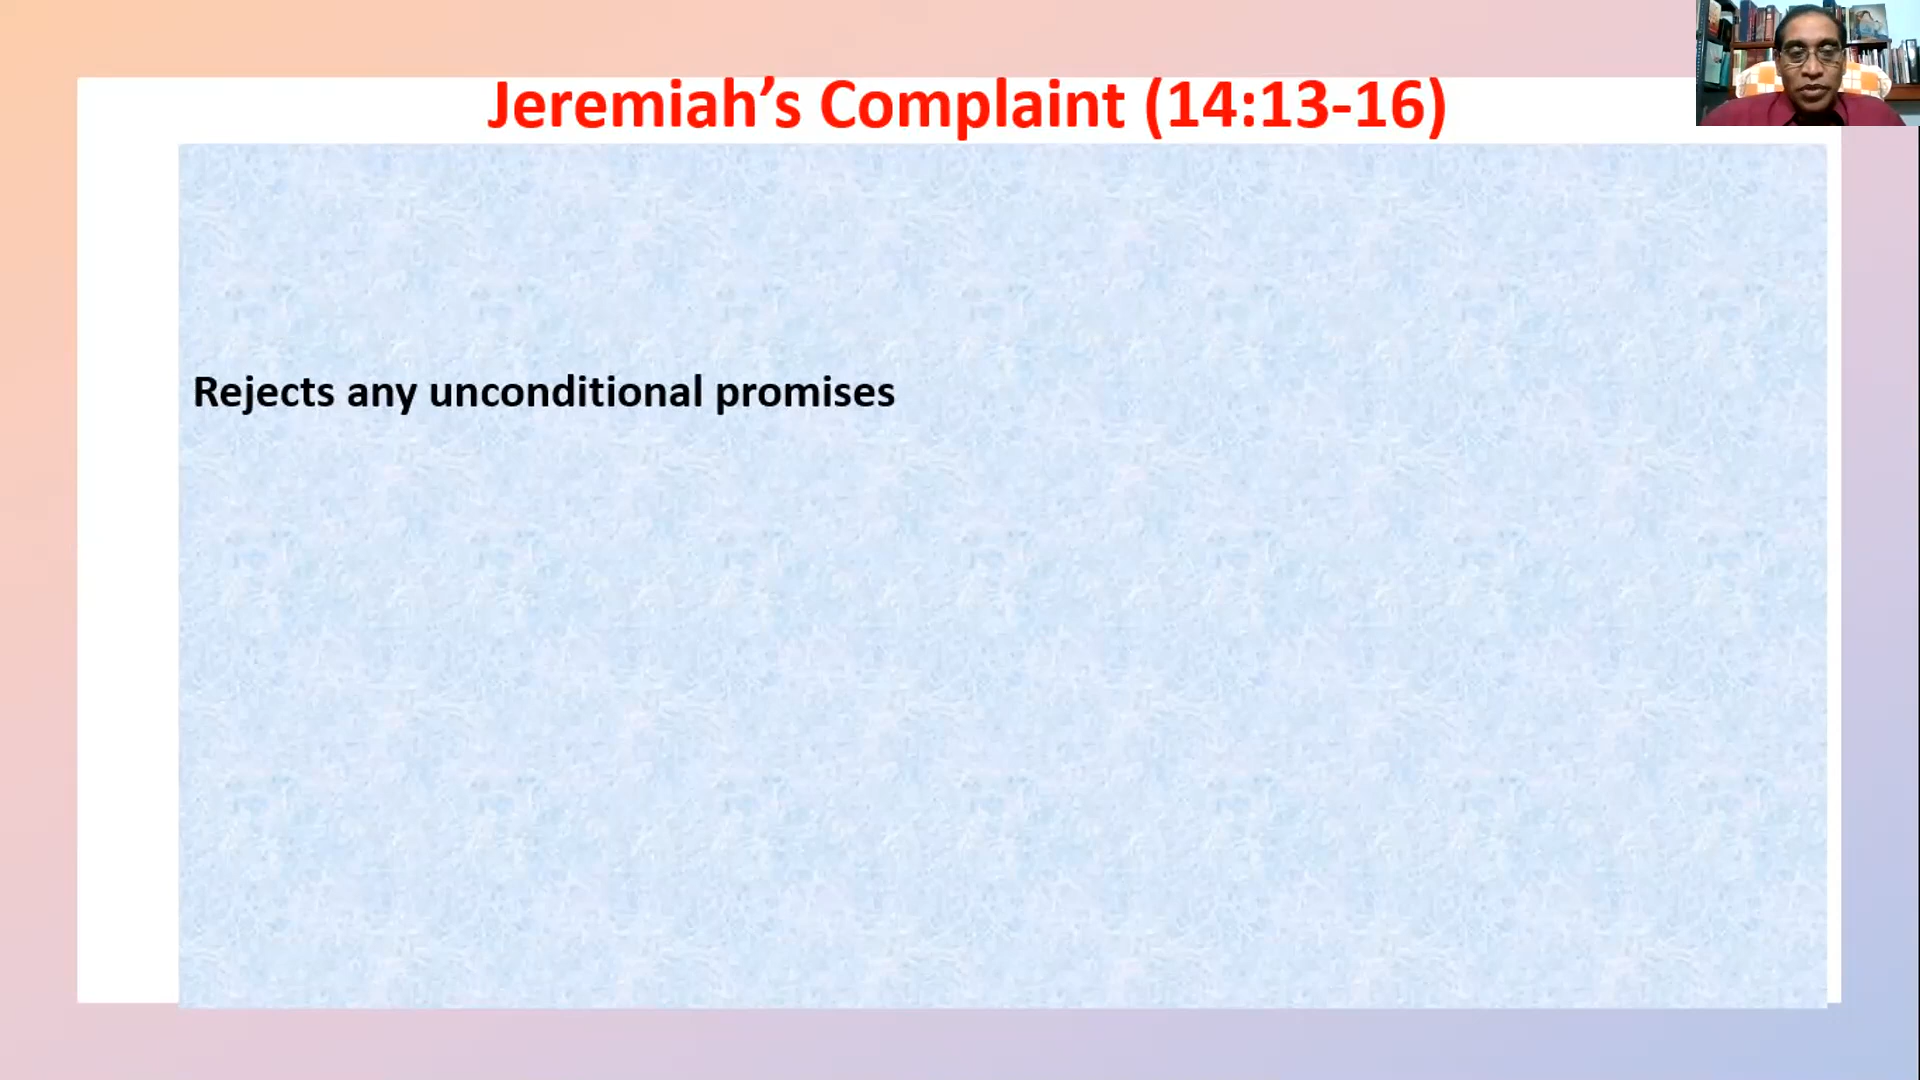 Jeremiah’s Complaint (14:13-16)
Rejects any unconditional promises